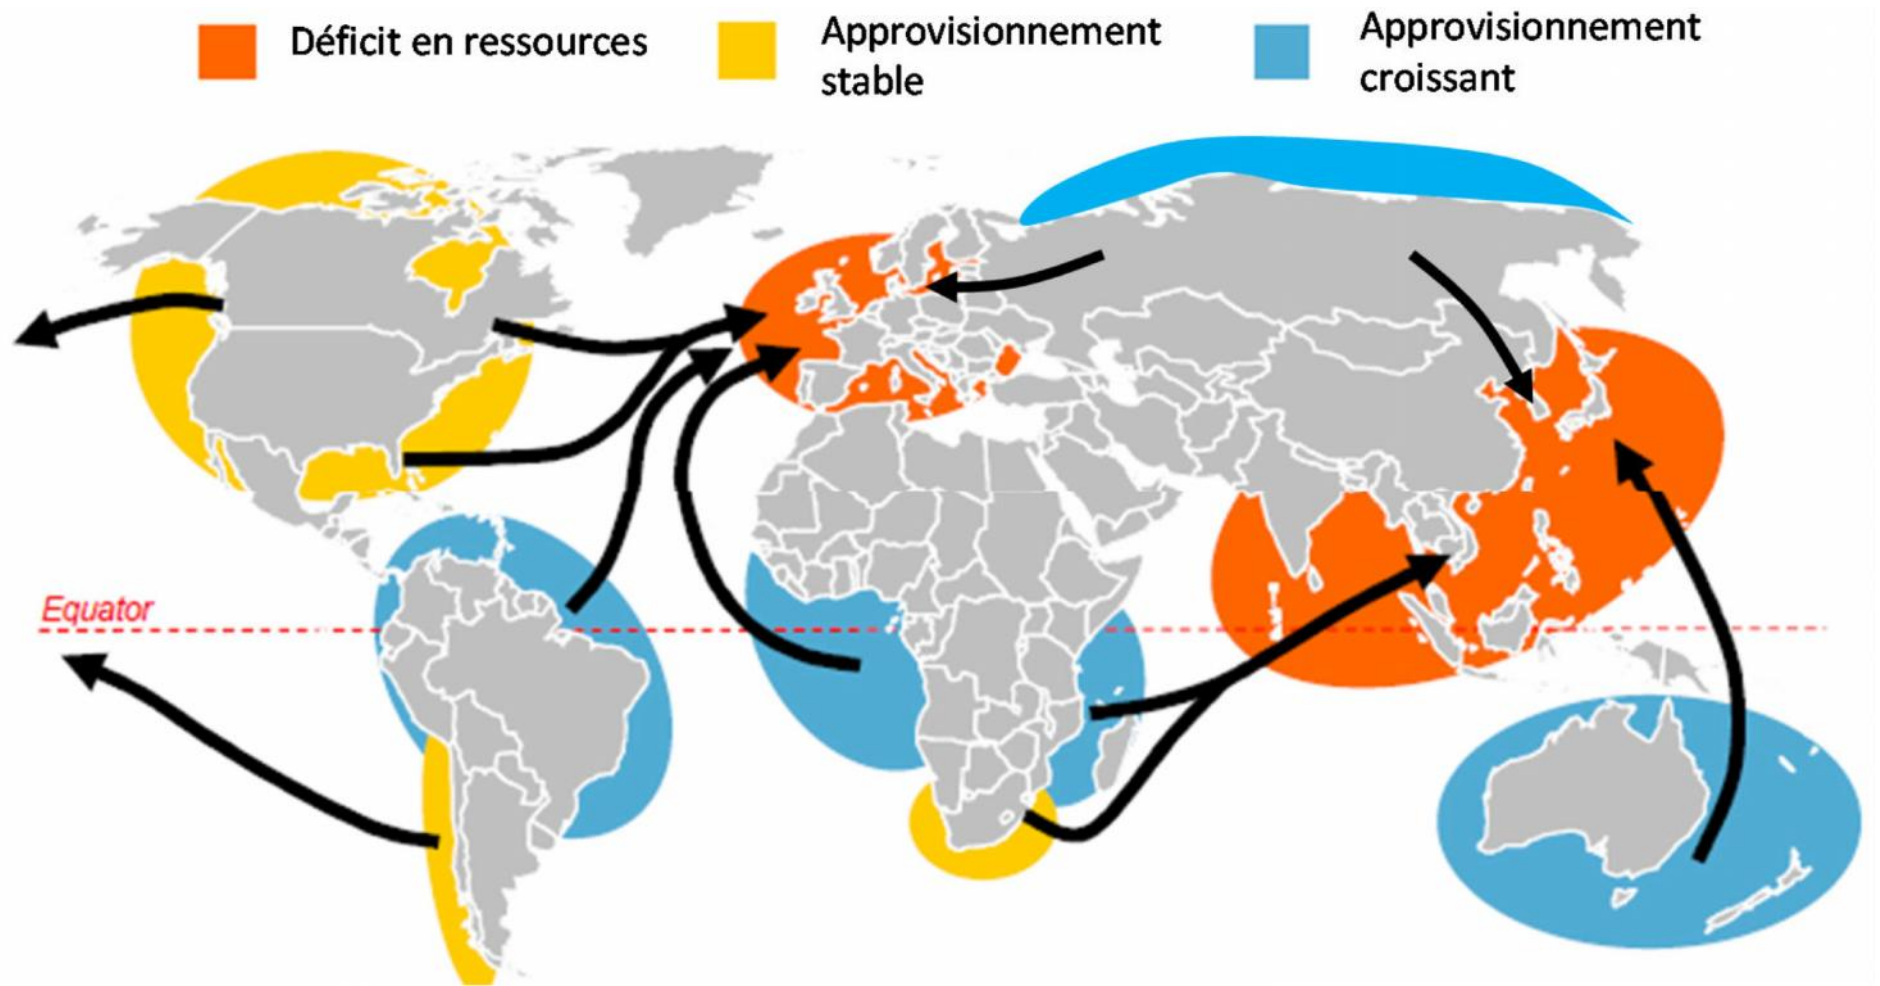 Déficit en ressources
Approvisionnement
stable
Approvisionnement
croissant
Equator